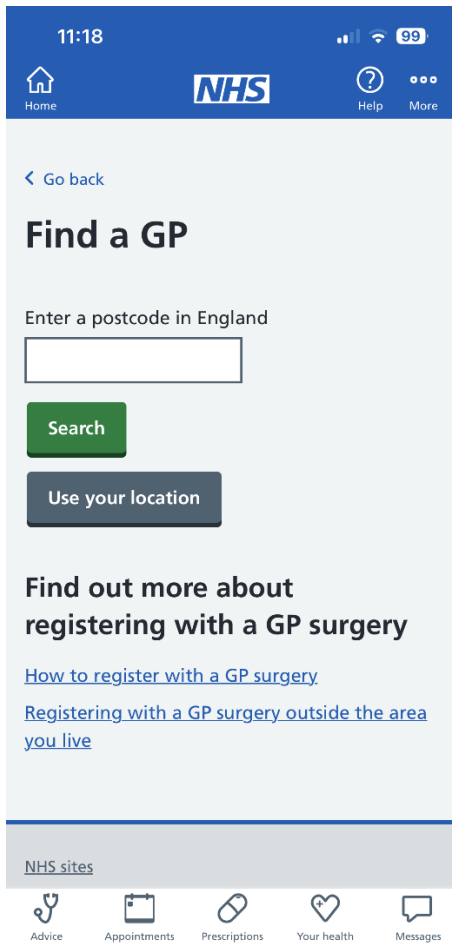 11:18
99
NHS
Home
Help
More
Go back
Find a GP
Enter a postcode in England
Search
Use your location
Find out more about
registering with a GP surgery
How to register with a GP surgery
Registering with a GP surgery outside the area
you live
NHS sites
Advice
Appointments
Prescriptions
Your health
Messages